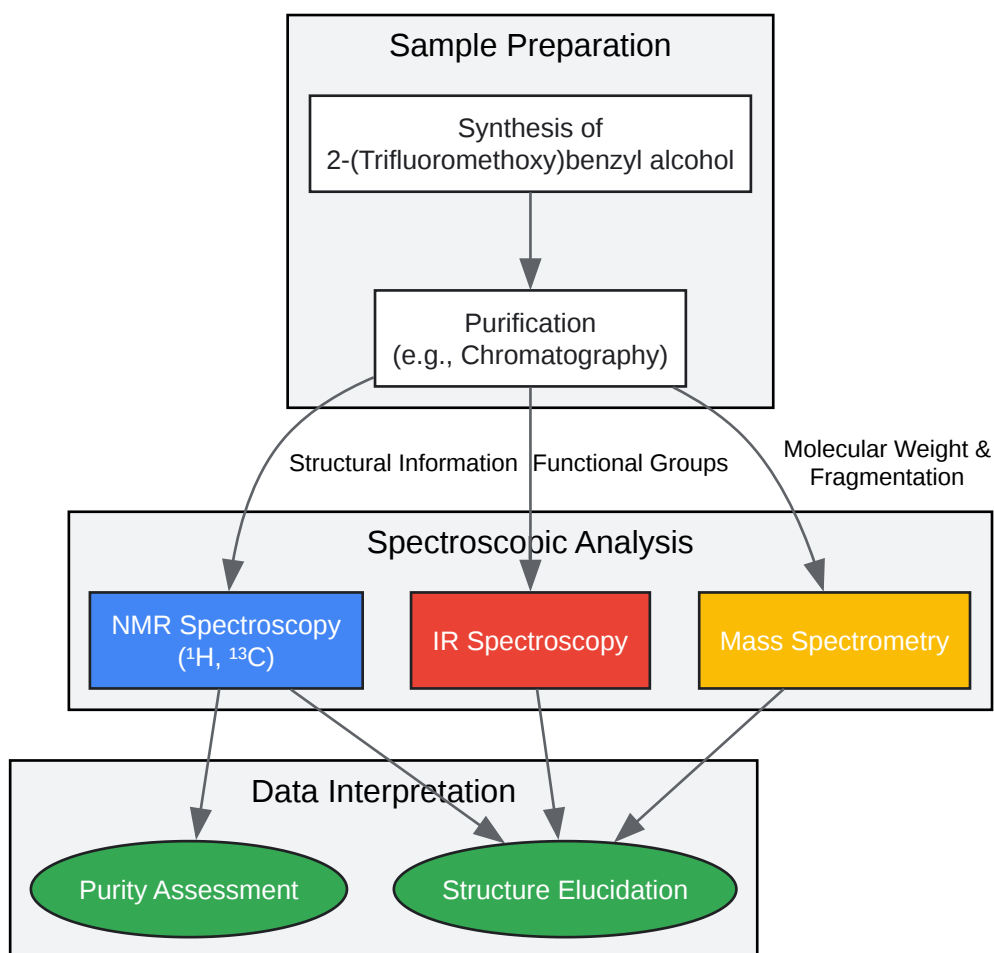 Sample Preparation
Synthesis of
2-(Trifluoromethoxy)benzyl alcohol
Purification
(e.g., Chromatography)
Structural Information
Functional Groups
Molecular Weight &
Fragmentation
Spectroscopic Analysis
NMR Spectroscopy
(¹H, ¹³C)
IR Spectroscopy
Mass Spectrometry
Data Interpretation
Purity Assessment
Structure Elucidation